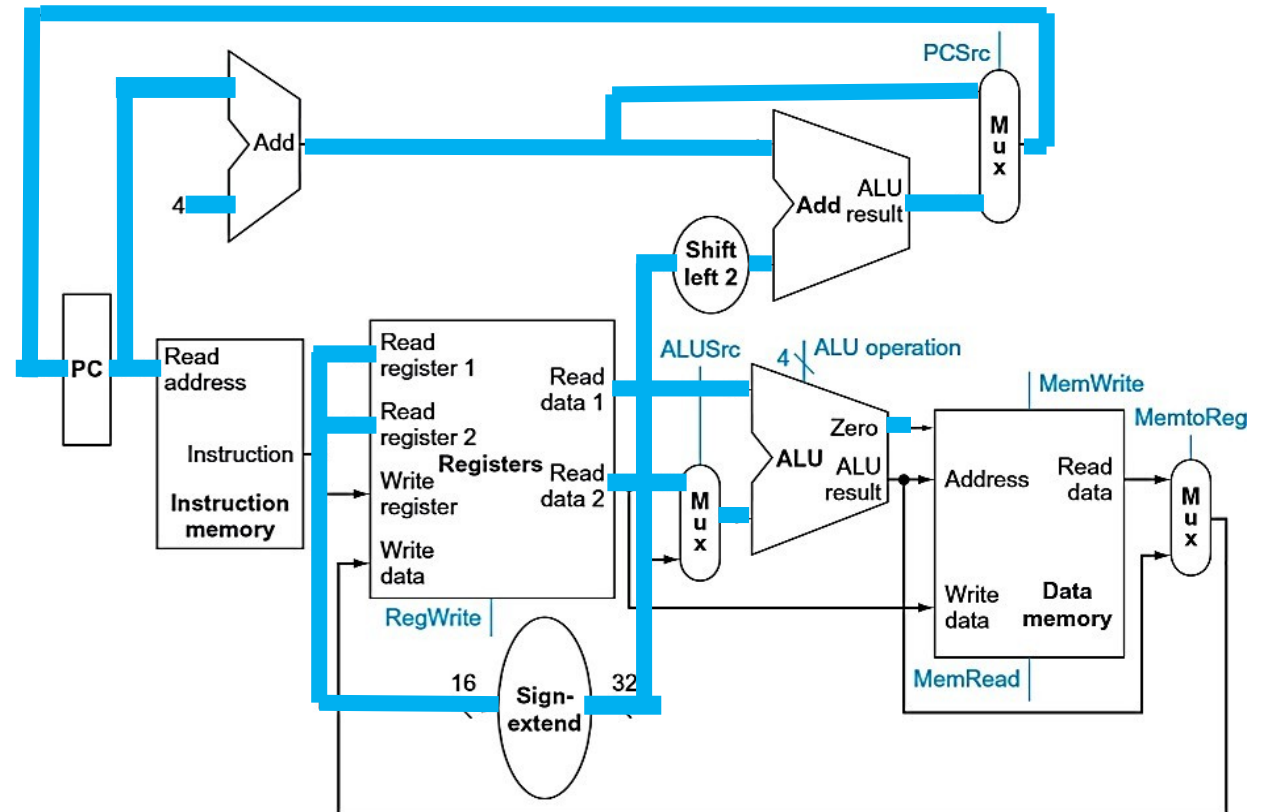 PCSrc
Add
4
M
u
x
Add
ALU
result
Shift
left 2
PC
Read
address
Instruction
Instruction
memory
Read
register 1
Read
register 2
Write
register
Write
data
Registers
Read
data 1
Read
data 2
RegWrite
16
Sign-
extend
32
ALUSrc
M
u
x
4
ALU operation
Zero
ALU
ALU
result
MemWrite
Address
Read
data
Write
data
Data
memory
MemRead
MemtoReg
M
u
x